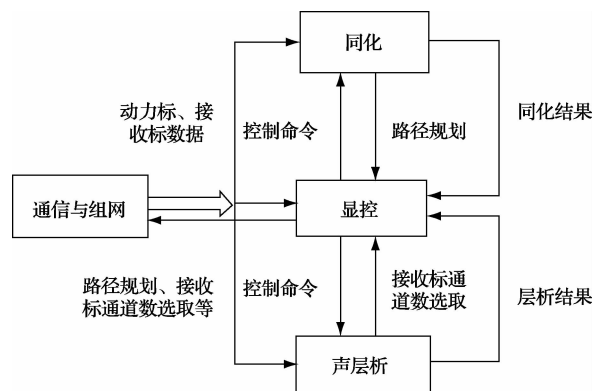 同化
动力标、接
收标数据
控制命令
路径规划
同化结果
通信与组网
显控
路径规划、接收
标通道数选取等
控制命令
接收标通
道数选取
层析结果
声层析